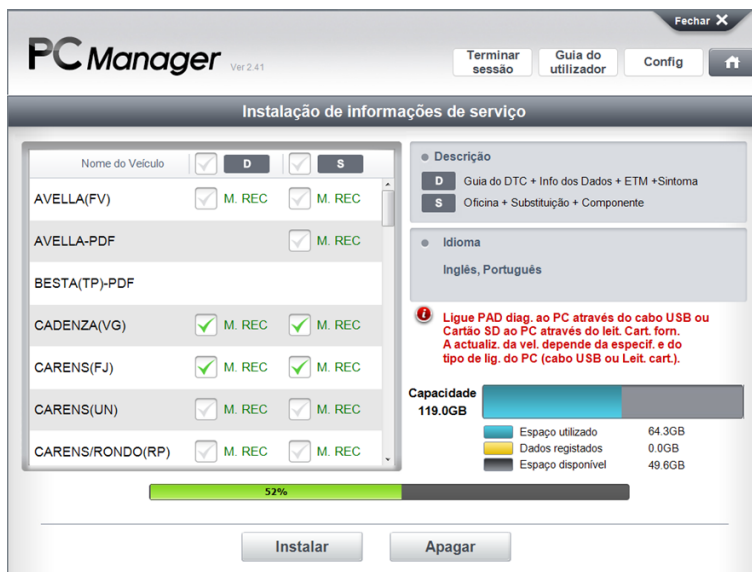 Fechar X
PC Manager Ver 2.41
Terminar sessão
Guia do utilizador
Config
Instalação de informações de serviço
Nome do Veículo D S
AVELLA(FV) M. REC M. REC
AVELLA-PDF M. REC
BESTA(TP)-PDF
CADENZA(VG) M. REC M. REC
CARENS(FJ) M. REC M. REC
CARENS(UN) M. REC M. REC
CARENS/RONDO(RP) M. REC M. REC
Descrição
D Guia do DTC + Info dos Dados + ETM +Sintoma
S Oficina + Substituição + Componente
Idioma
Inglês, Português
Ligue PAD diag. ao PC através do cabo USB ou
Cartão SD ao PC através do leit. Cart. forn.
A actualiz. da vel. depende da especif. e do
tipo de lig. do PC (cabo USB ou Leit. cart.).
Capacidade
119.0GB
Espaço utilizado 64.3GB
Dados registados 0.0GB
Espaço disponível 49.6GB
52%
Instalar
Apagar